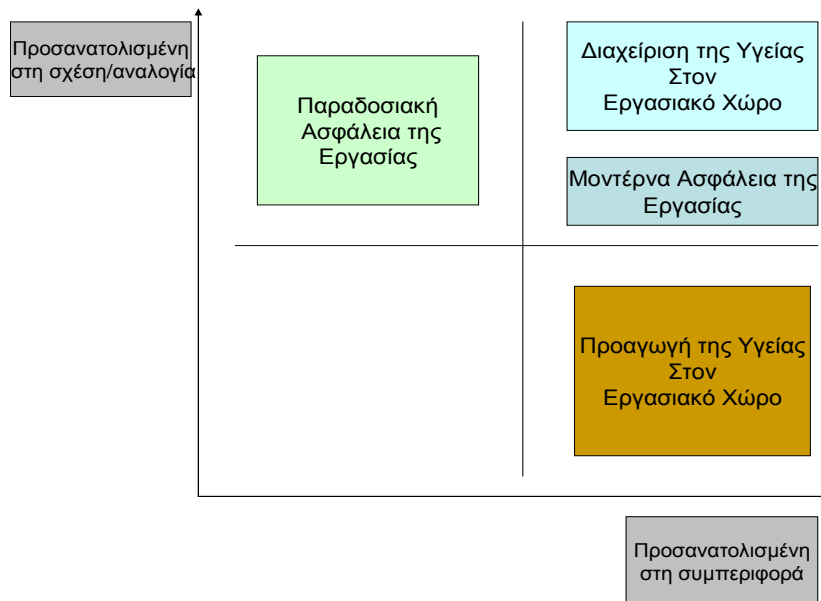 Προσανατολισμένη
στη σχέση/αναλογία
Παραδοσιακή
Ασφάλεια της
Εργασίας
Διαχείριση της Υγείας
Στον
Εργασιακό Χώρο
Μοντέρνα Ασφάλεια της
Εργασίας
Προαγωγή της Υγείας
Στον
Εργασιακό Χώρο
Προσανατολισμένη
στη συμπεριφορά